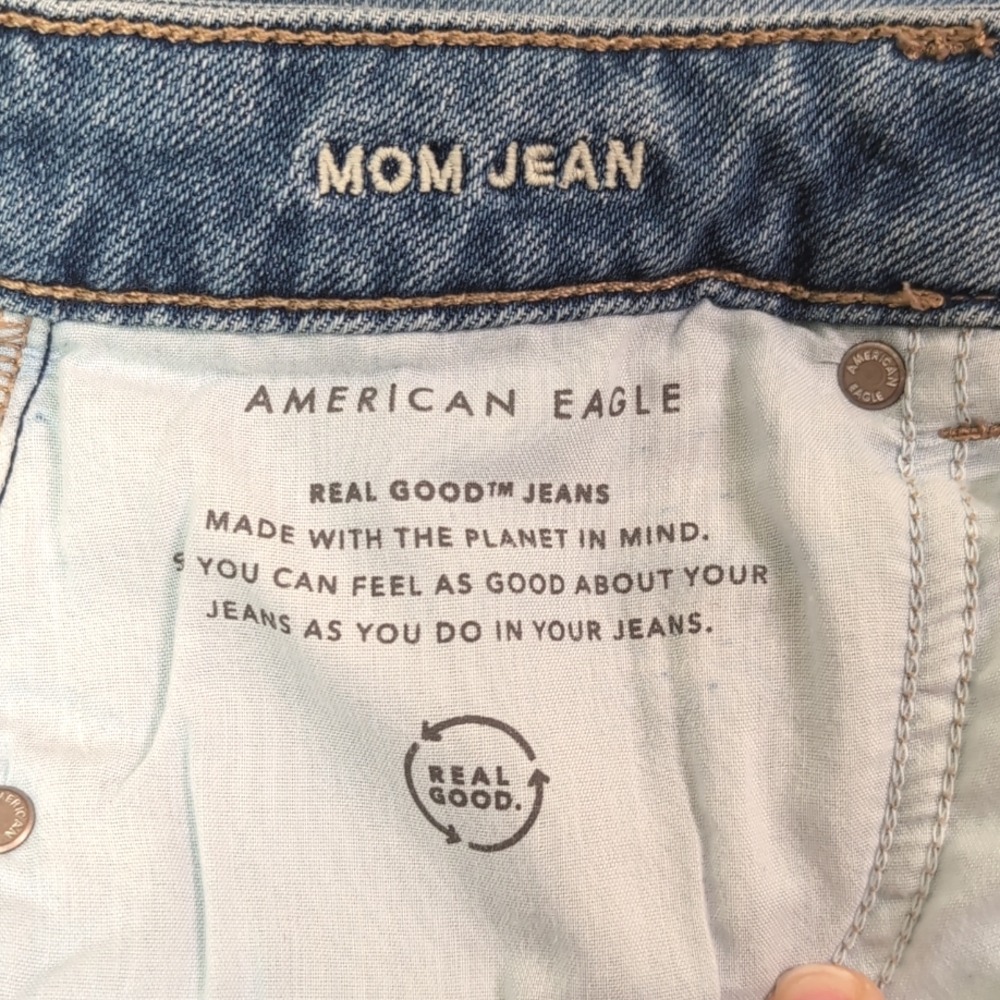 MOM JEAN
AMERICAN EAGLE
AMERICAN
EAGLE
REAL GOOD™ JEANS
MADE WITH THE PLANET IN MIND.
YOU CAN FEEL AS GOOD ABOUT YOUR
JEANS AS YOU DO IN YOUR JEANS.
REAL
GOOD.